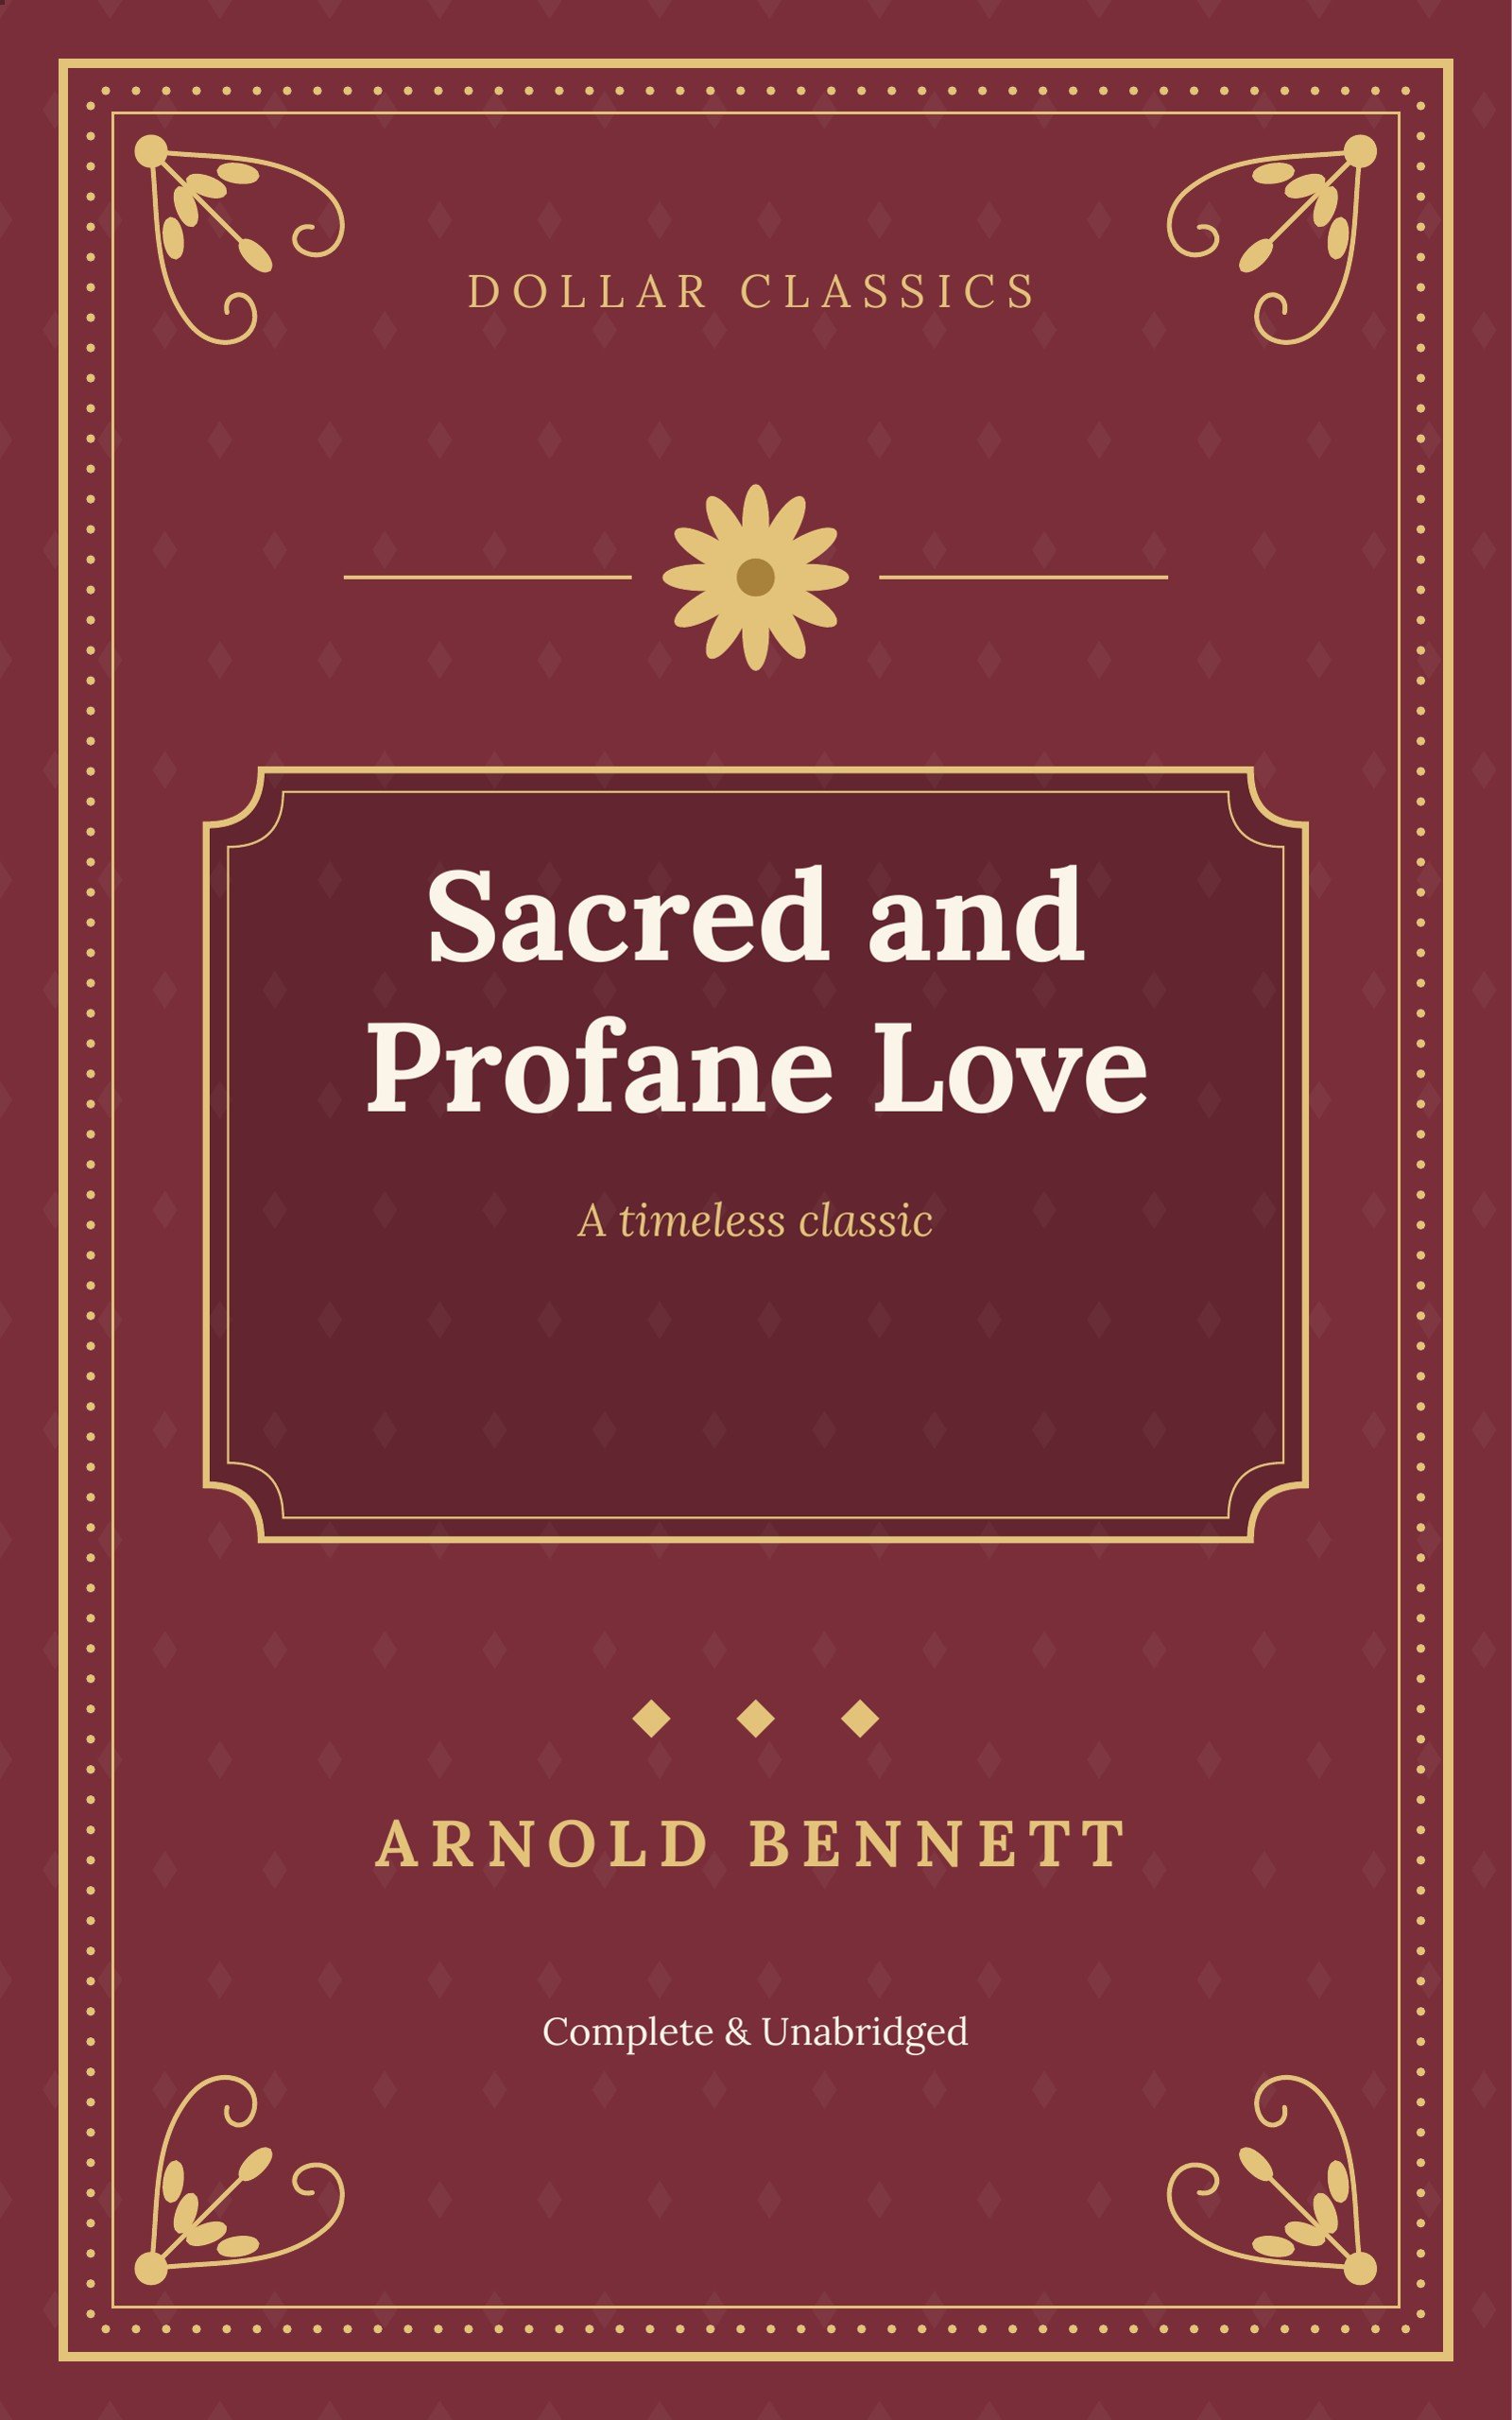 DOLLAR CLASSICS
Sacred and
Profane Love
A timeless classic
ARNOLD BENNETT
Complete & Unabridged